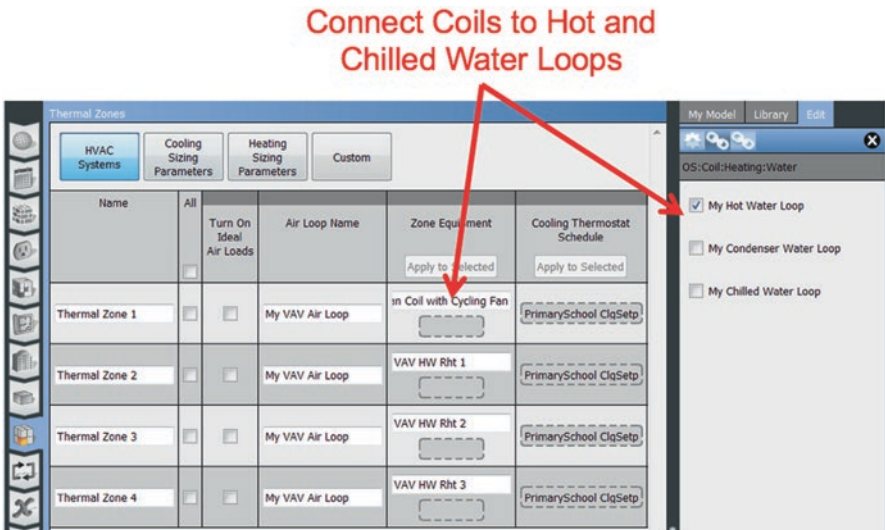 Connect Coils to Hot and
Chilled Water Loops
Thermal Zones
My Model
Library
Edit
HVAC
Systems
Cooling
Sizing
Parameters
Heating
Sizing
Parameters
Custom
OS:Coil:Heating:Water
My Hot Water Loop
My Condenser Water Loop
My Chilled Water Loop
Name
All
Turn On
Ideal
Air Loads
Air Loop Name
Zone Equipment
Apply to Selected
Cooling Thermostat
Schedule
Apply to Selected
Thermal Zone 1
My VAV Air Loop
Coil with Cycling Fan
PrimarySchool ClgSetp
Thermal Zone 2
My VAV Air Loop
VAV HW Rht 1
PrimarySchool ClgSetp
Thermal Zone 3
My VAV Air Loop
VAV HW Rht 2
PrimarySchool ClgSetp
Thermal Zone 4
My VAV Air Loop
VAV HW Rht 3
PrimarySchool ClgSetp